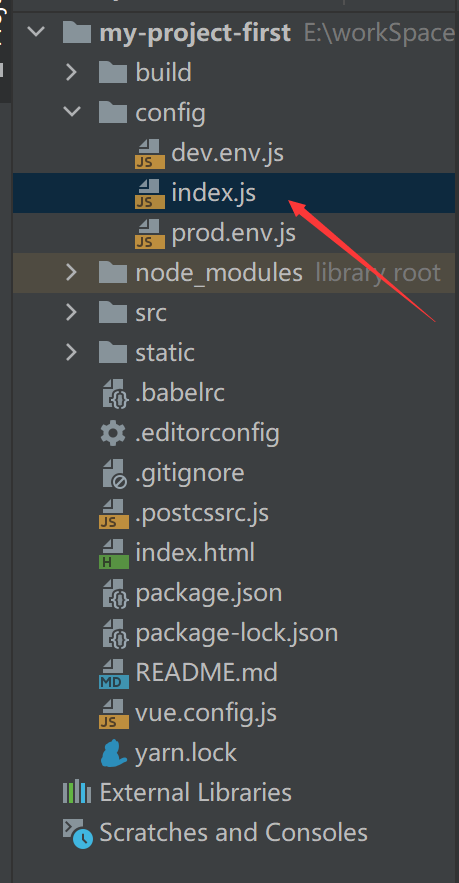 my-project-first E:\workSpace
build
config
dev.env.js
index.js
prod.env.js
node_modules library root
src
static
.babelrc
.editorconfig
.gitignore
.postcssrc.js
index.html
package.json
package-lock.json
README.md
vue.config.js
yarn.lock
External Libraries
Scratches and Consoles